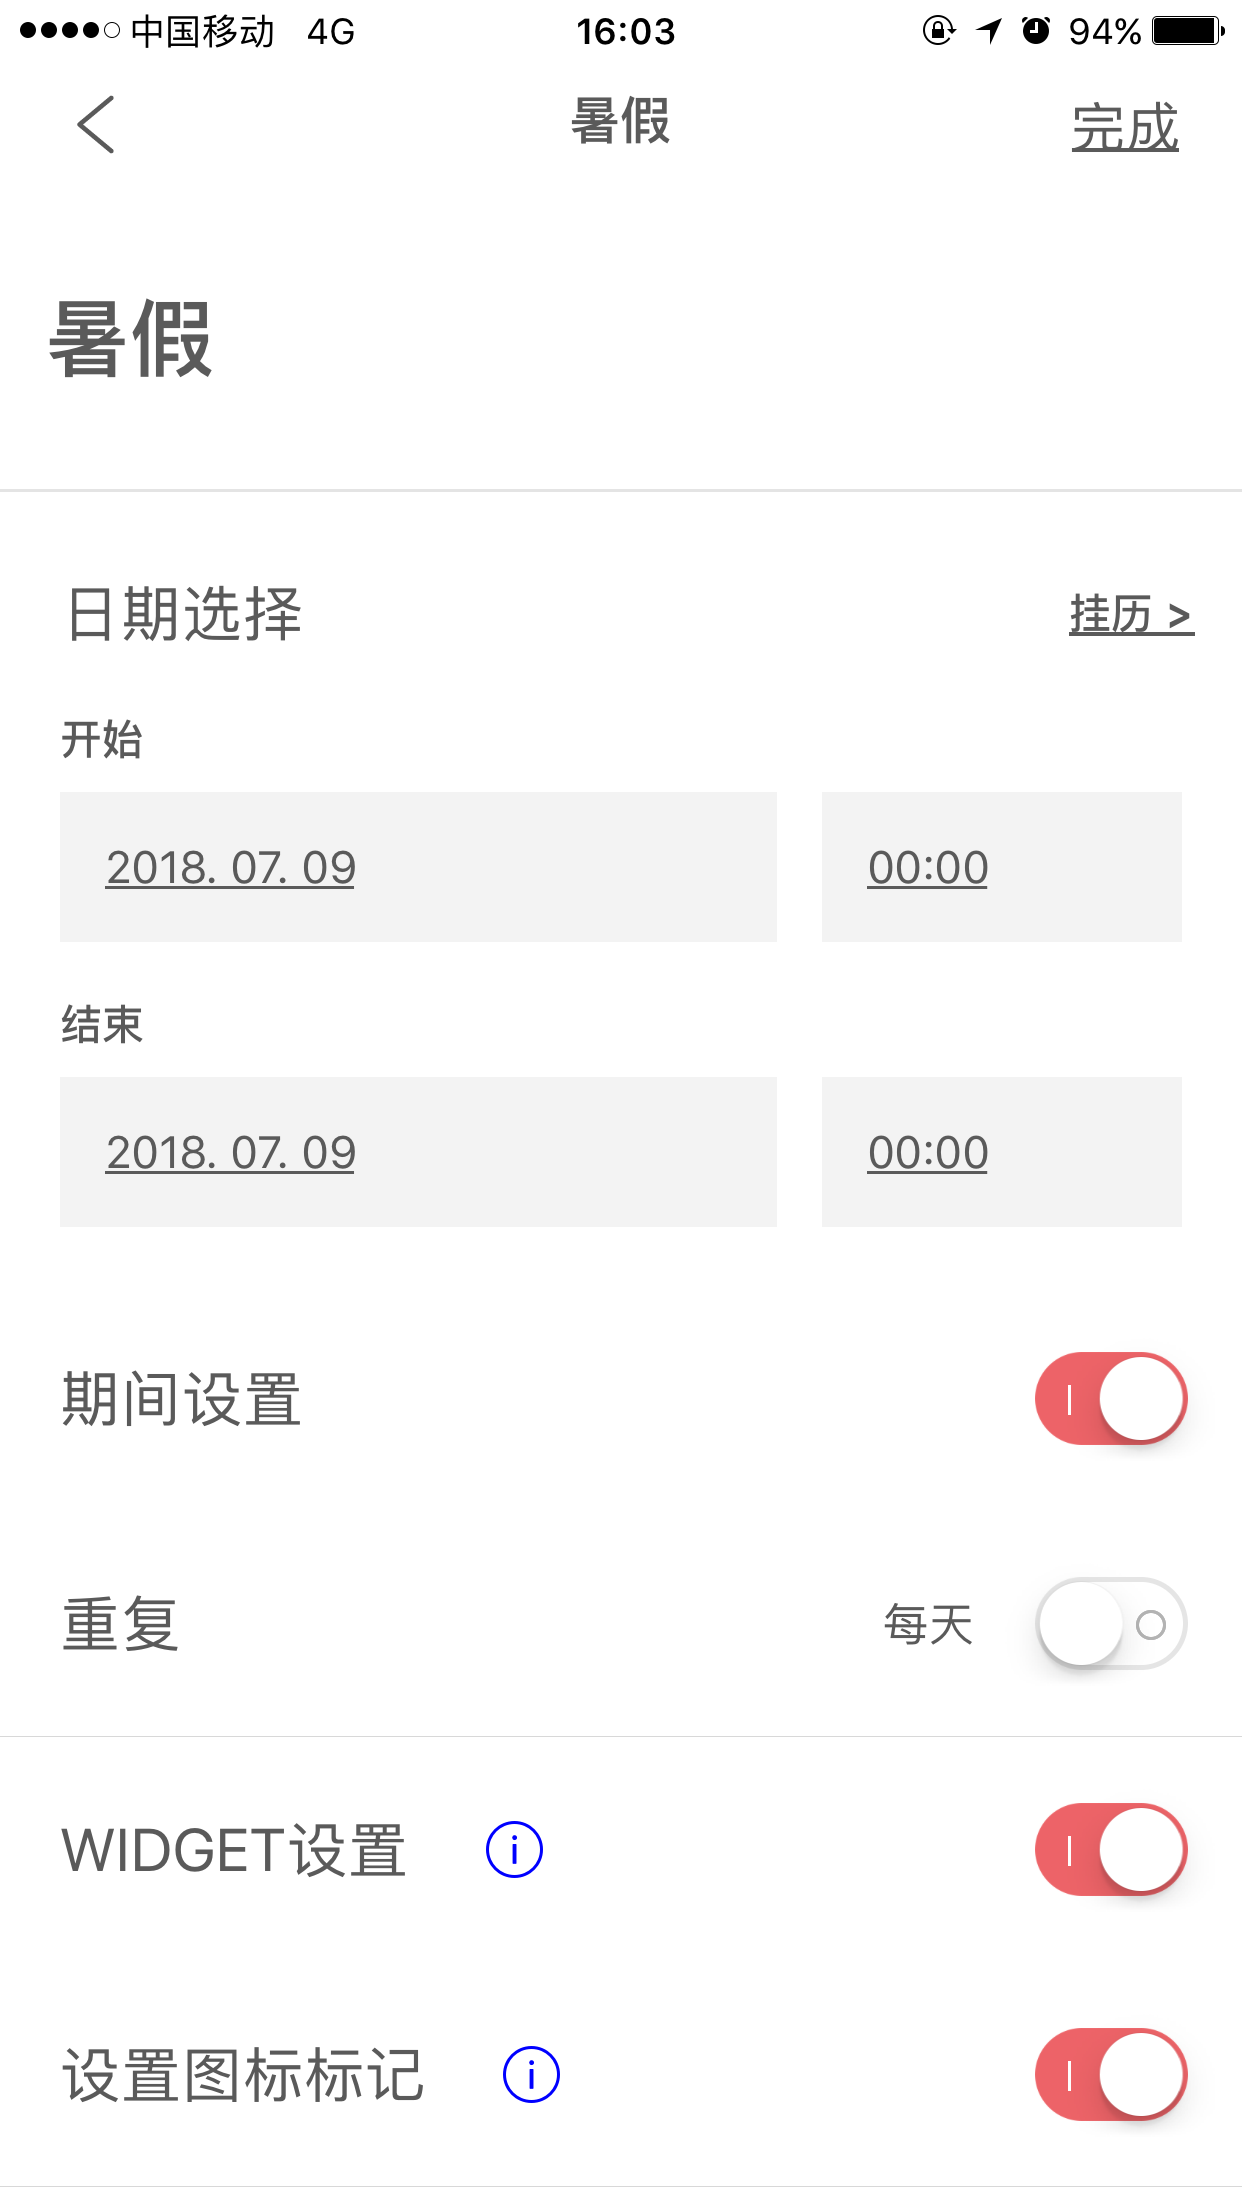 中国移动 4G 16:03 94%
暑假 完成
暑假
日期选择 挂历 >
开始
2018. 07. 09 00:00
结束
2018. 07. 09 00:00
期间设置
重复 每天
WIDGET设置 i
设置图标标记 i